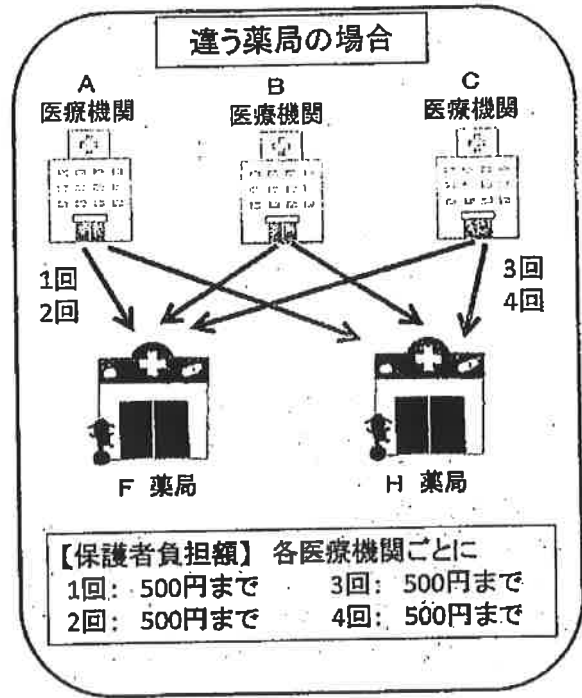 違う薬局の場合
A
医療機関
B
医療機関
C
医療機関
1回
2回
3回
4回
F 薬局
H 薬局
【保護者負担額】 各医療機関ごとに
1回: 500円まで 3回: 500円まで
2回: 500円まで 4回: 500円まで